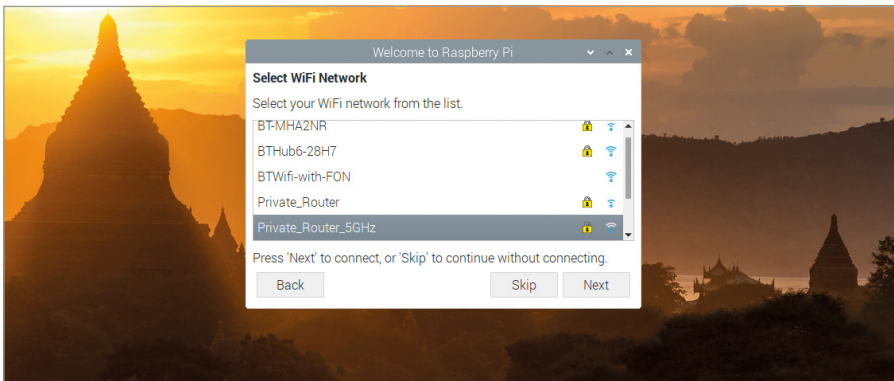 Welcome to Raspberry Pi
Select WiFi Network
Select your WiFi network from the list.
BT-MHA2NR
BTHub6-28H7
BTWifi-with-FON
Private_Router
Private_Router_5GHz
Press 'Next' to connect, or 'Skip' to continue without connecting.
Back Skip Next